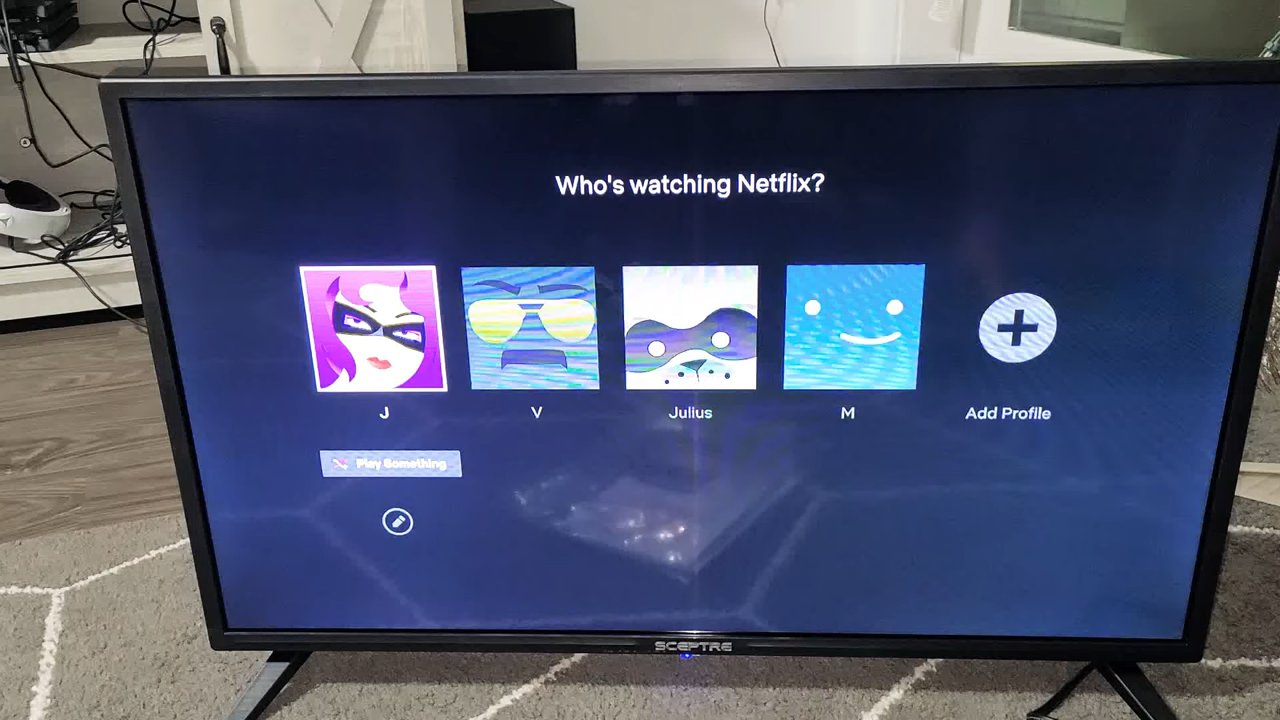 Who's watching Netflix?
J
V
Julius
M
Add Profile
Play Something
SCEPTRE